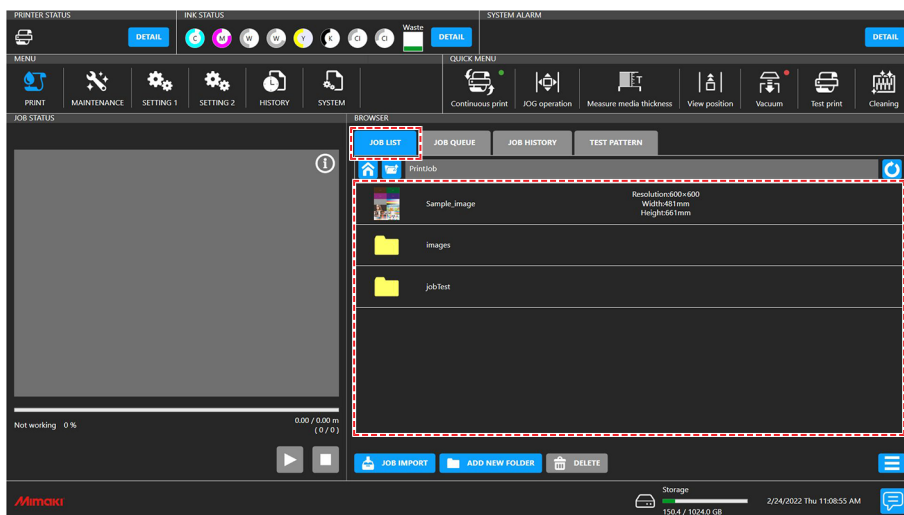 PRINTER STATUS
INK STATUS
SYSTEM ALARM
DETAIL
C M W W Y K Cl Cl
Waste
DETAIL
DETAIL
MENU
QUICK MENU
PRINT
MAINTENANCE
SETTING 1
SETTING 2
HISTORY
SYSTEM
Continuous print
JOG operation
Measure media thickness
View position
Vacuum
Test print
Cleaning
JOB STATUS
BROWSER
JOB LIST
JOB QUEUE
JOB HISTORY
TEST PATTERN
PrintJob
Sample_image
Resolution:600×600
Width:481mm
Height:661mm
images
jobTest
Not working 0 %
0.00 / 0.00 m
( 0 / 0 )
JOB IMPORT
ADD NEW FOLDER
DELETE
Mimaki
Storage
150.4 / 1024.0 GB
2/24/2022 Thu 11:08:55 AM